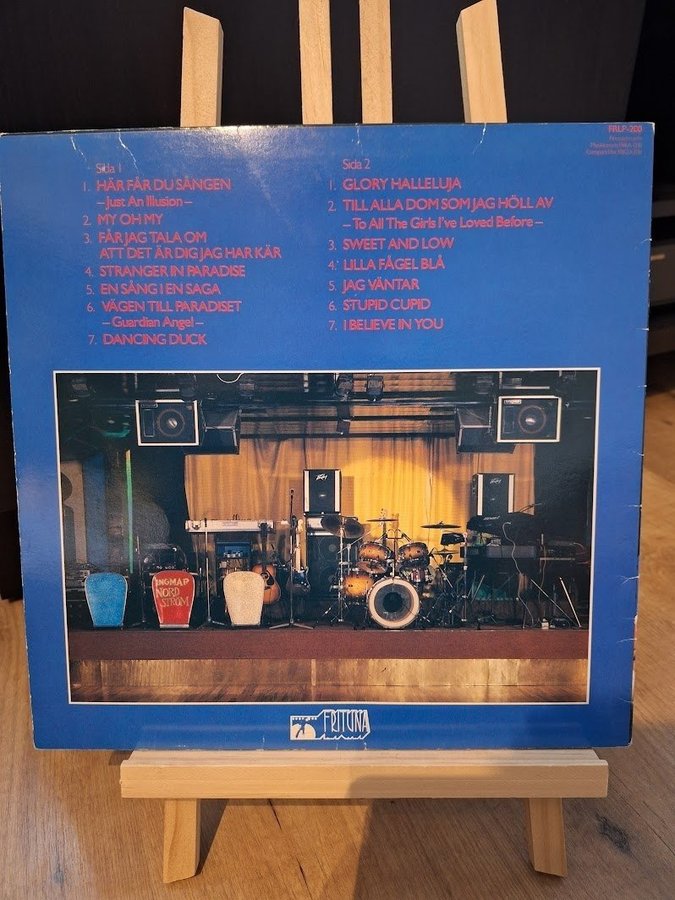 FRLP-200
Sida 1
1. HÄR FÅR DU SÅNGEN
– Just An Illusion –
2. MY OH MY
3. FÅR JAG TALA OM
ATT DET ÄR DIG JAG HAR KÄR
4. STRANGER IN PARADISE
5. EN SÅNG I EN SAGA
6. VÄGEN TILL PARADISET
– Guardian Angel –
7. DANCING DUCK
Sida 2
1. GLORY HALLELUJA
2. TILL ALLA DOM SOM JAG HÖLL AV
– To All The Girls I've Loved Before –
3. SWEET AND LOW
4. LILLA FÅGEL BLÅ
5. JAG VÄNTAR
6. STUPID CUPID
7. I BELIEVE IN YOU
INGMAR
NORD
STRÖM
FRITUNA